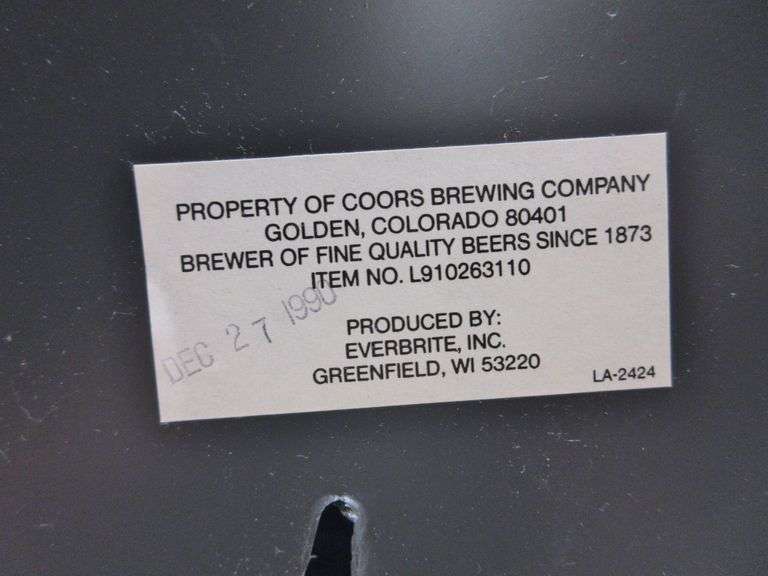 PROPERTY OF COORS BREWING COMPANY
GOLDEN, COLORADO 80401
BREWER OF FINE QUALITY BEERS SINCE 1873
ITEM NO. L910263110
DEC 27 1990
PRODUCED BY:
EVERBRITE, INC.
GREENFIELD, WI 53220
LA-2424